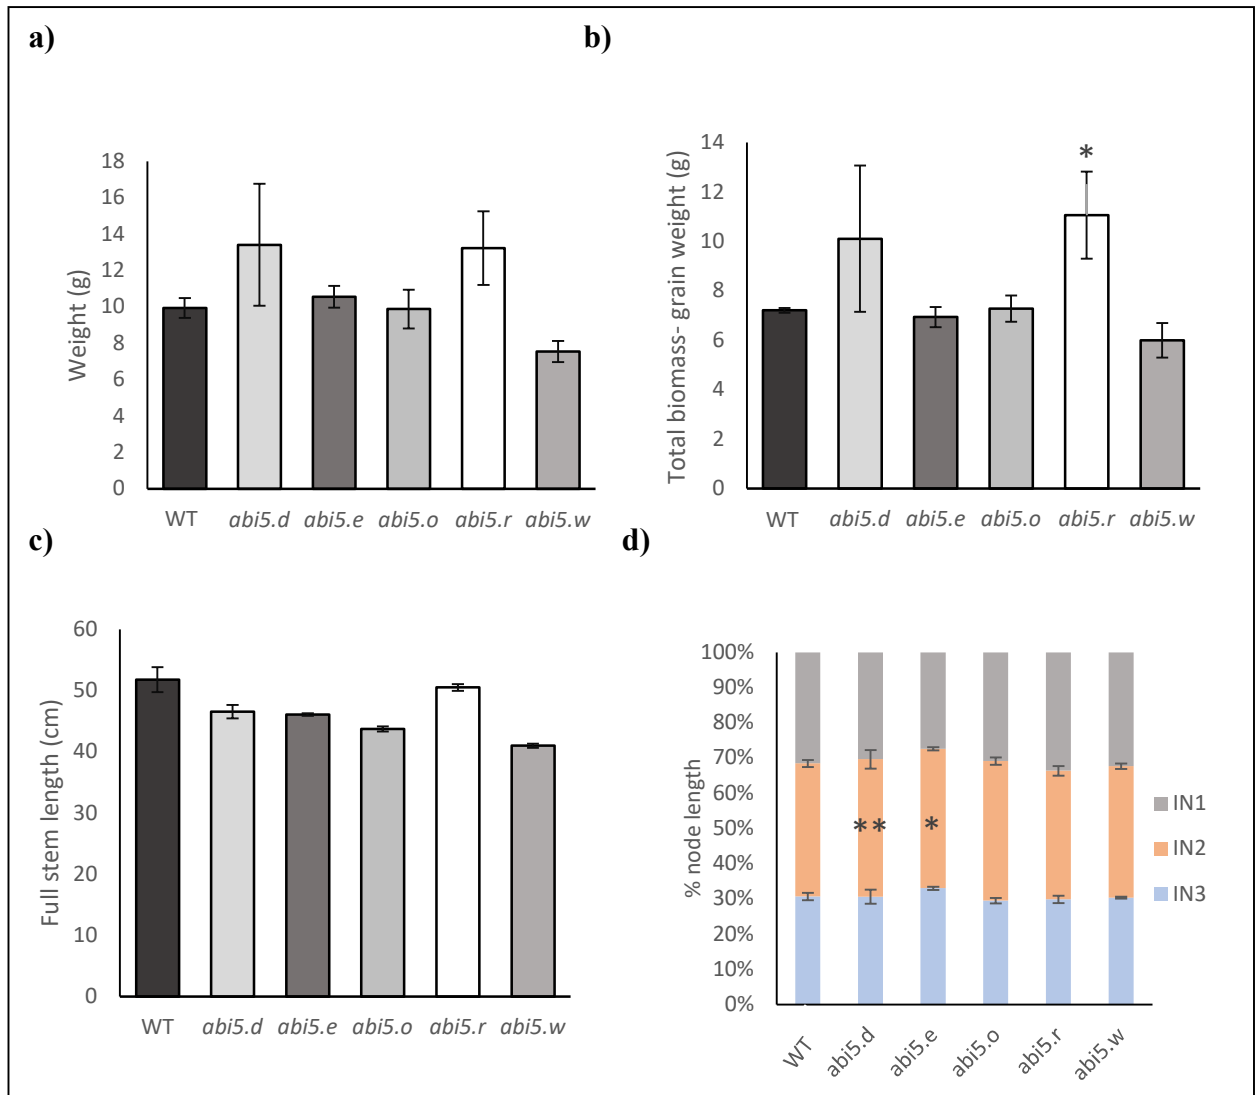 a)
18
16
14
12
10
8
6
4
2
0
Weight (g)
WT abi5.d abi5.e abi5.o abi5.r abi5.w
b)
14
12
10
8
6
4
2
0
Total biomass- grain weight (g)
*
WT abi5.d abi5.e abi5.o abi5.r abi5.w
c)
60
50
40
30
20
10
0
Full stem length (cm)
WT abi5.d abi5.e abi5.o abi5.r abi5.w
d)
100%
90%
80%
70%
60%
50%
40%
30%
20%
10%
0%
% node length
** *
WT abi5.d abi5.e abi5.o abi5.r abi5.w
IN1
IN2
IN3